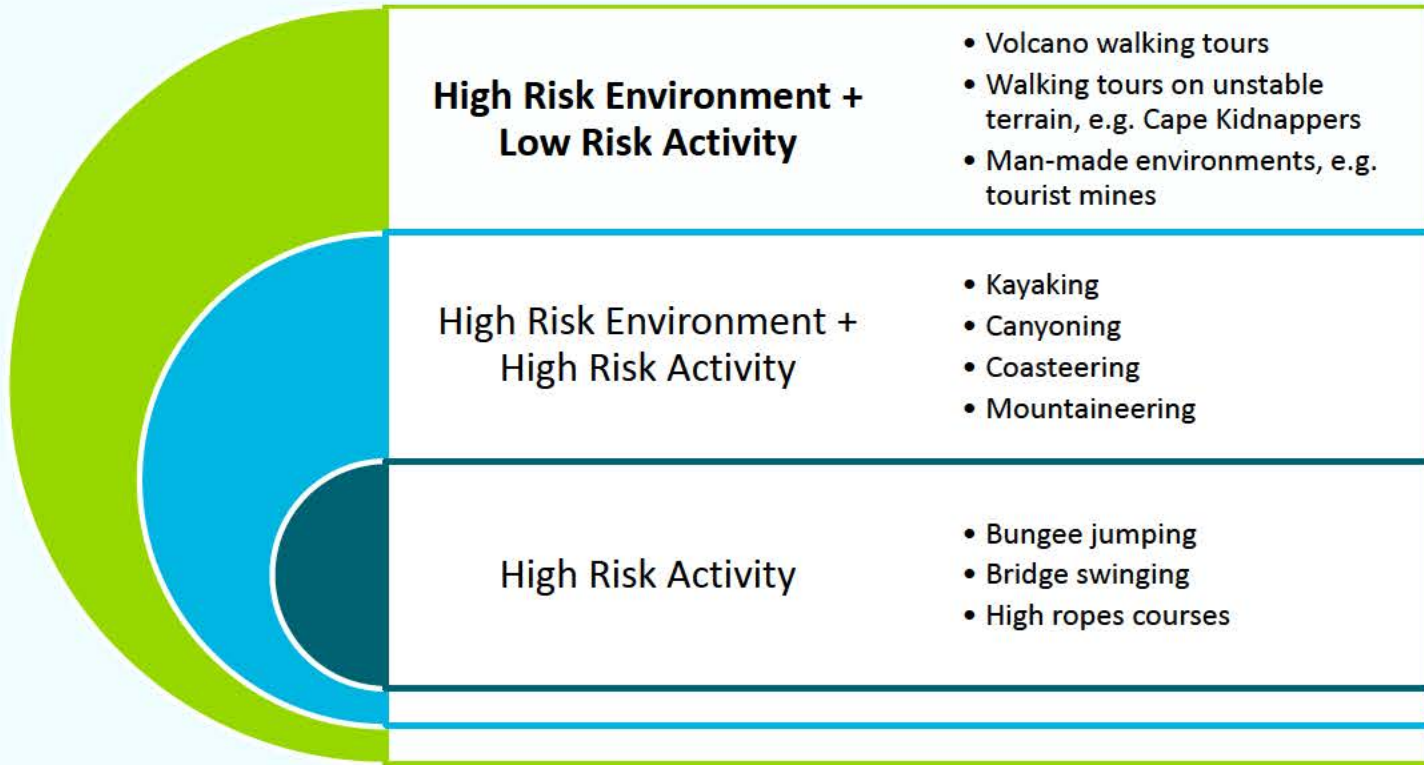 High Risk Environment +
Low Risk Activity
• Volcano walking tours
• Walking tours on unstable
terrain, e.g. Cape Kidnappers
• Man-made environments, e.g.
tourist mines
High Risk Environment +
High Risk Activity
• Kayaking
• Canyoning
• Coasteering
• Mountaineering
High Risk Activity
• Bungee jumping
• Bridge swinging
• High ropes courses